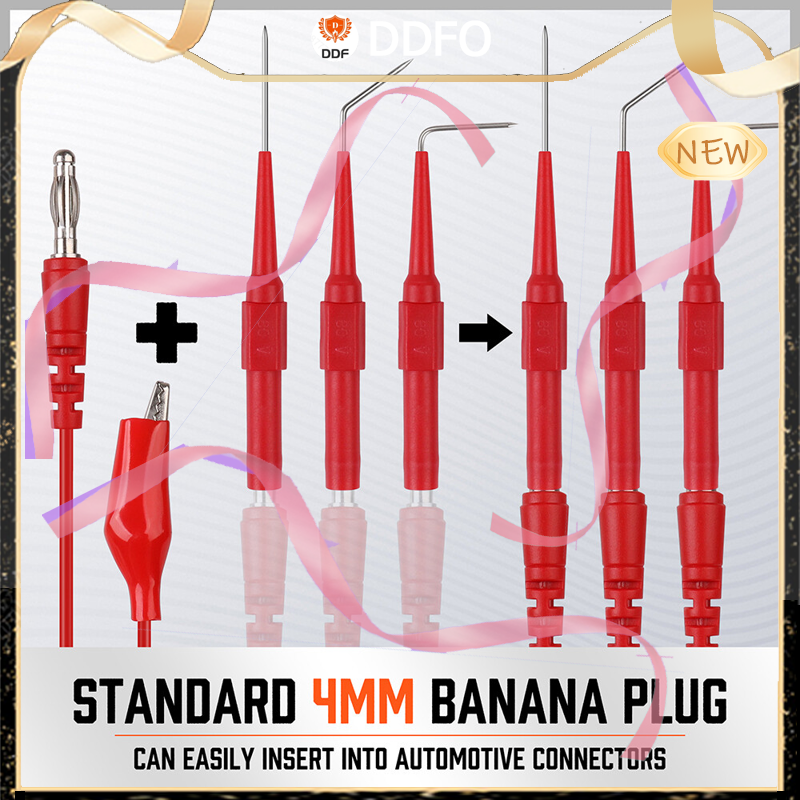 DDF
DDFO
NEW
STANDARD 4MM BANANA PLUG
CAN EASILY INSERT INTO AUTOMOTIVE CONNECTORS